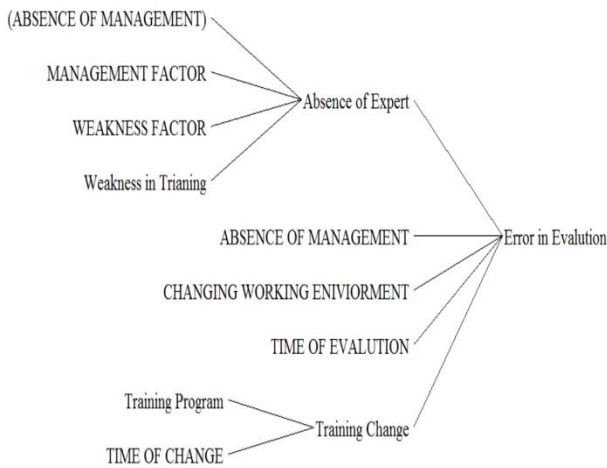 (ABSENCE OF MANAGEMENT)
MANAGEMENT FACTOR
Absence of Expert
WEAKNESS FACTOR
Weakness in Trianing
ABSENCE OF MANAGEMENT
Error in Evalution
CHANGING WORKING ENIVIORMENT
TIME OF EVALUTION
Training Program
Training Change
TIME OF CHANGE